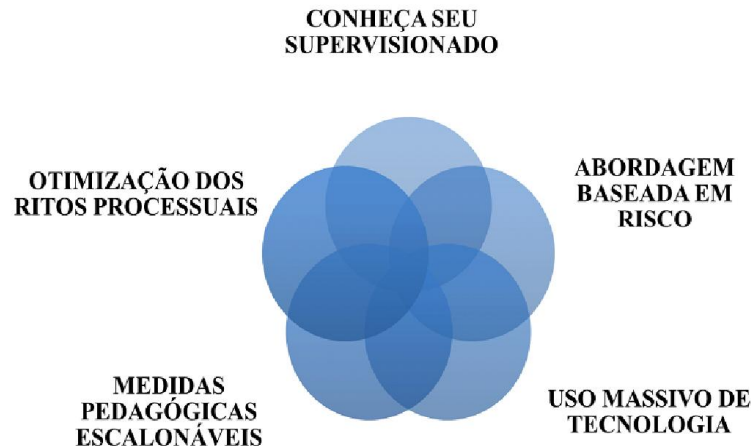 CONHEÇA SEU
SUPERVISIONADO
OTIMIZAÇÃO DOS
RITOS PROCESSUAIS
ABORDAGEM
BASEADA EM
RISCO
MEDIDAS
PEDAGÓGICAS
ESCALONÁVEIS
USO MASSIVO DE
TECNOLOGIA